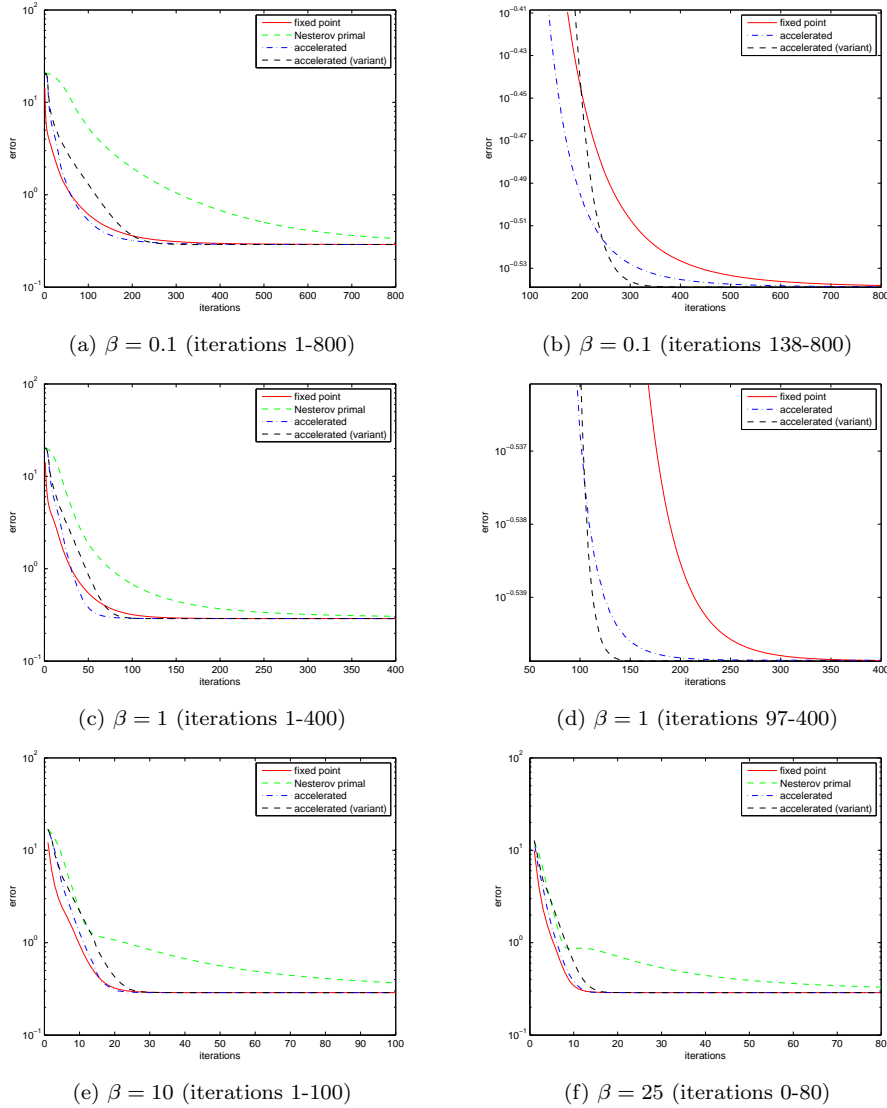 10^2
10^1
10^0
10^-1
error
fixed point
Nesterov primal
accelerated
accelerated (variant)
0 100 200 300 400 500 600 700 800
iterations
(a) β = 0.1 (iterations 1-800)
10^-0.41
10^-0.43
10^-0.45
10^-0.47
10^-0.49
10^-0.51
10^-0.53
error
fixed point
accelerated
accelerated (variant)
100 200 300 400 500 600 700 800
iterations
(b) β = 0.1 (iterations 138-800)
10^2
10^1
10^0
10^-1
error
fixed point
Nesterov primal
accelerated
accelerated (variant)
0 50 100 150 200 250 300 350 400
iterations
(c) β = 1 (iterations 1-400)
10^-0.537
10^-0.538
10^-0.539
error
fixed point
accelerated
accelerated (variant)
50 100 150 200 250 300 350 400
iterations
(d) β = 1 (iterations 97-400)
10^2
10^1
10^0
10^-1
error
fixed point
Nesterov primal
accelerated
accelerated (variant)
0 10 20 30 40 50 60 70 80 90 100
iterations
(e) β = 10 (iterations 1-100)
10^2
10^1
10^0
10^-1
error
fixed point
Nesterov primal
accelerated
accelerated (variant)
0 10 20 30 40 50 60 70 80
iterations
(f) β = 25 (iterations 0-80)